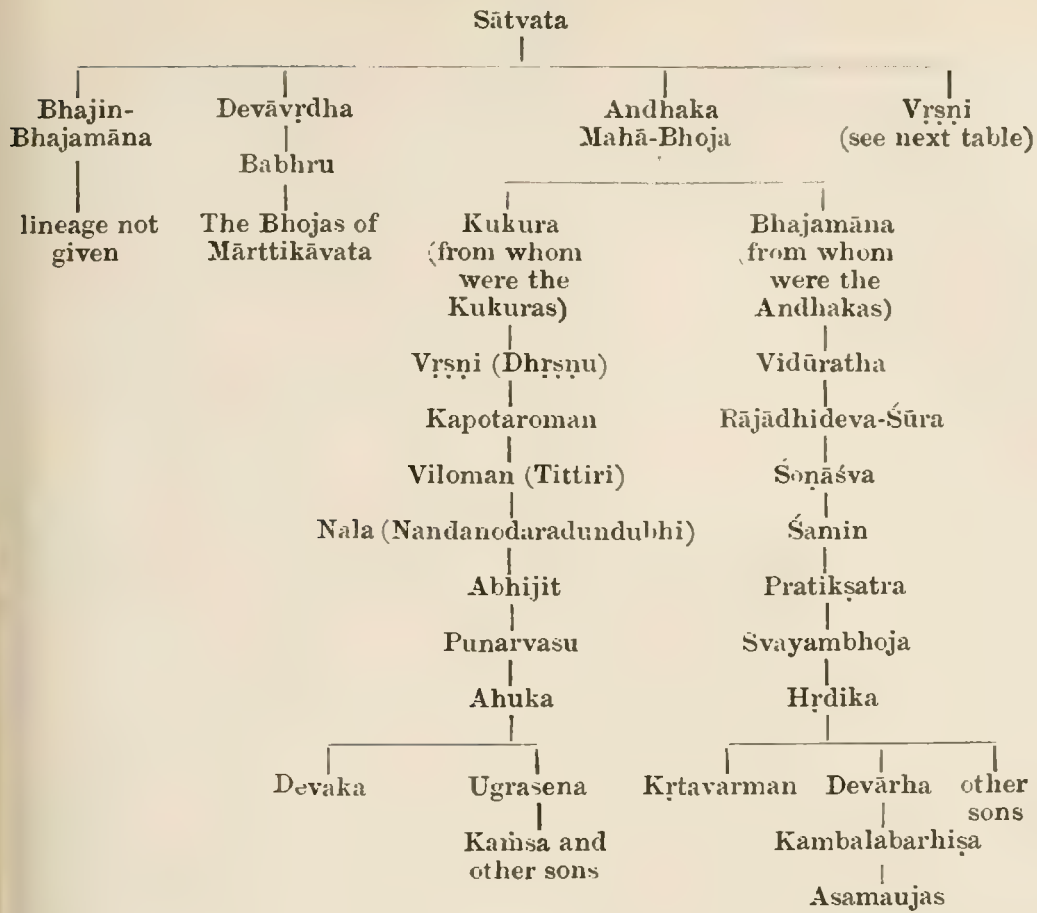 Sātvata
Bhajin- Devāvṛdha Andhaka Vṛṣṇi
Bhajamāna Mahā-Bhoja (see next table)
Babhru
lineage not The Bhojas of Kukura Bhajamāna
given Mārttikāvata (from whom from whom
were the were the
Kukuras) Andhakas)
Vṛṣṇi (Dhṛṣṇu) Vidūratha
Kapotaroman Rājādhideva-Śūra
Viloman (Tittiri) Śoṇāśva
Nala (Nandanodaradundubhi) Śamin
Abhijit Pratikṣatra
Punarvasu Svayambhoja
Ahuka Hṛdika
Devaka Ugrasena Kṛtavarman Devārha other
sons
Kaṁsa and Kambalabarhiṣa
other sons
Asamaujas